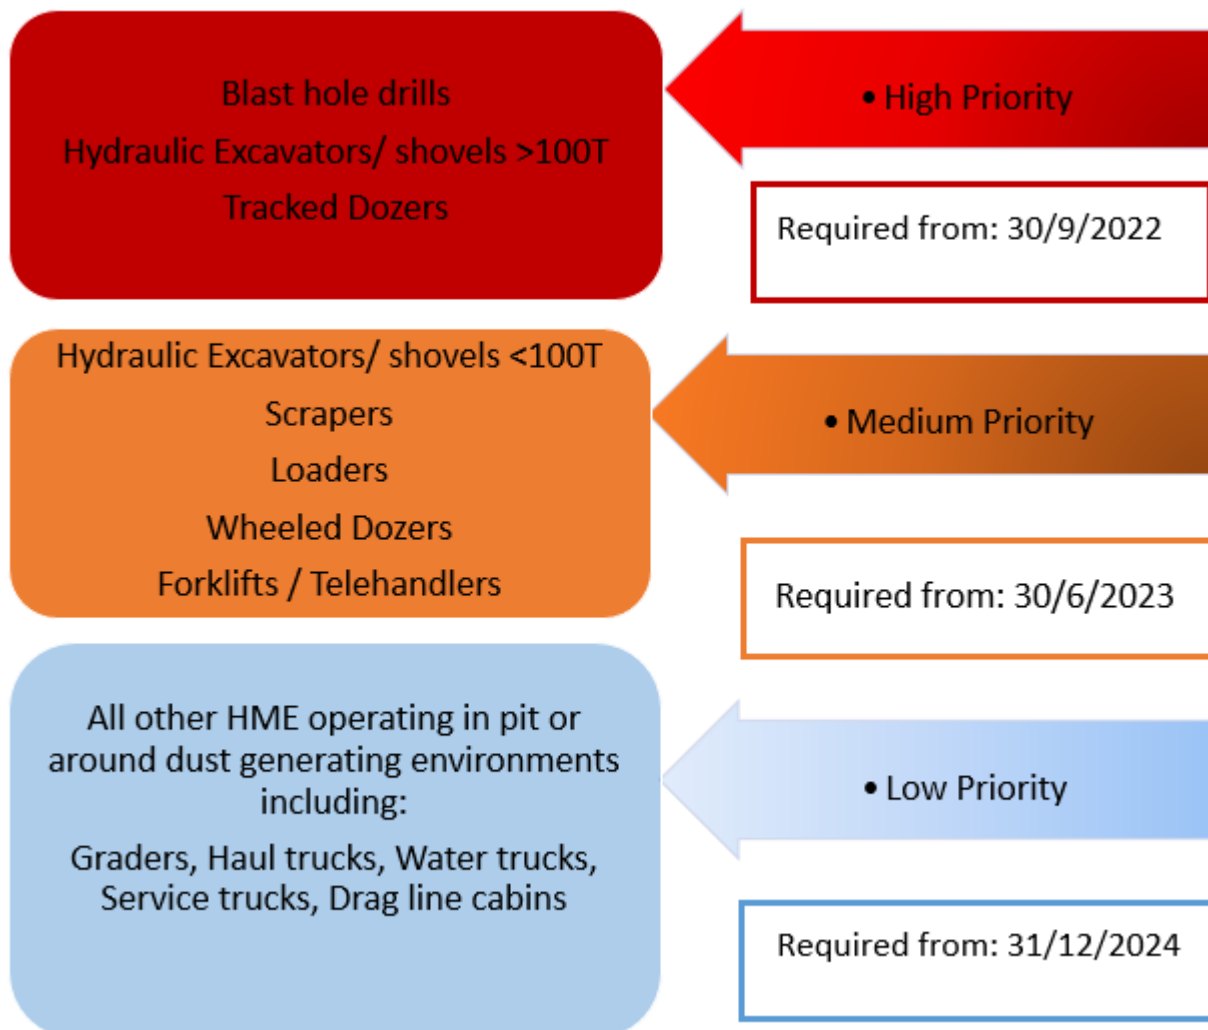 Blast hole drills
Hydraulic Excavators/ shovels >100T
Tracked Dozers
• High Priority
Required from: 30/9/2022
Hydraulic Excavators/ shovels <100T
Scrapers
Loaders
Wheeled Dozers
Forklifts / Telehandlers
• Medium Priority
Required from: 30/6/2023
All other HME operating in pit or
around dust generating environments
including:
Graders, Haul trucks, Water trucks,
Service trucks, Drag line cabins
• Low Priority
Required from: 31/12/2024